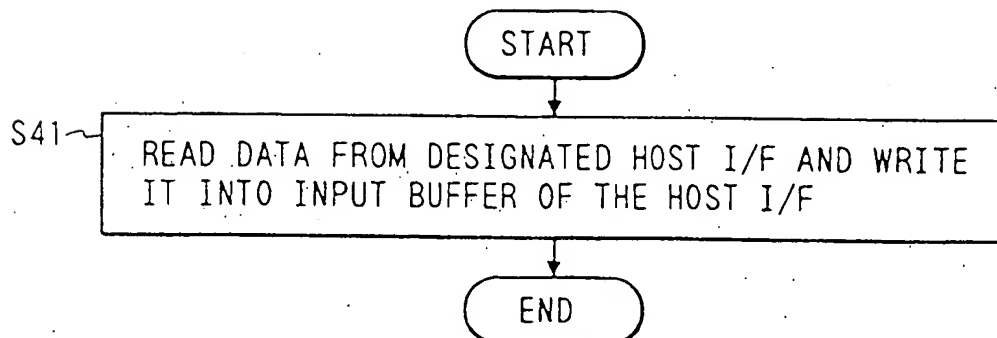 START
S41
READ DATA FROM DESIGNATED HOST I/F AND WRITE
IT INTO INPUT BUFFER OF THE HOST I/F
END